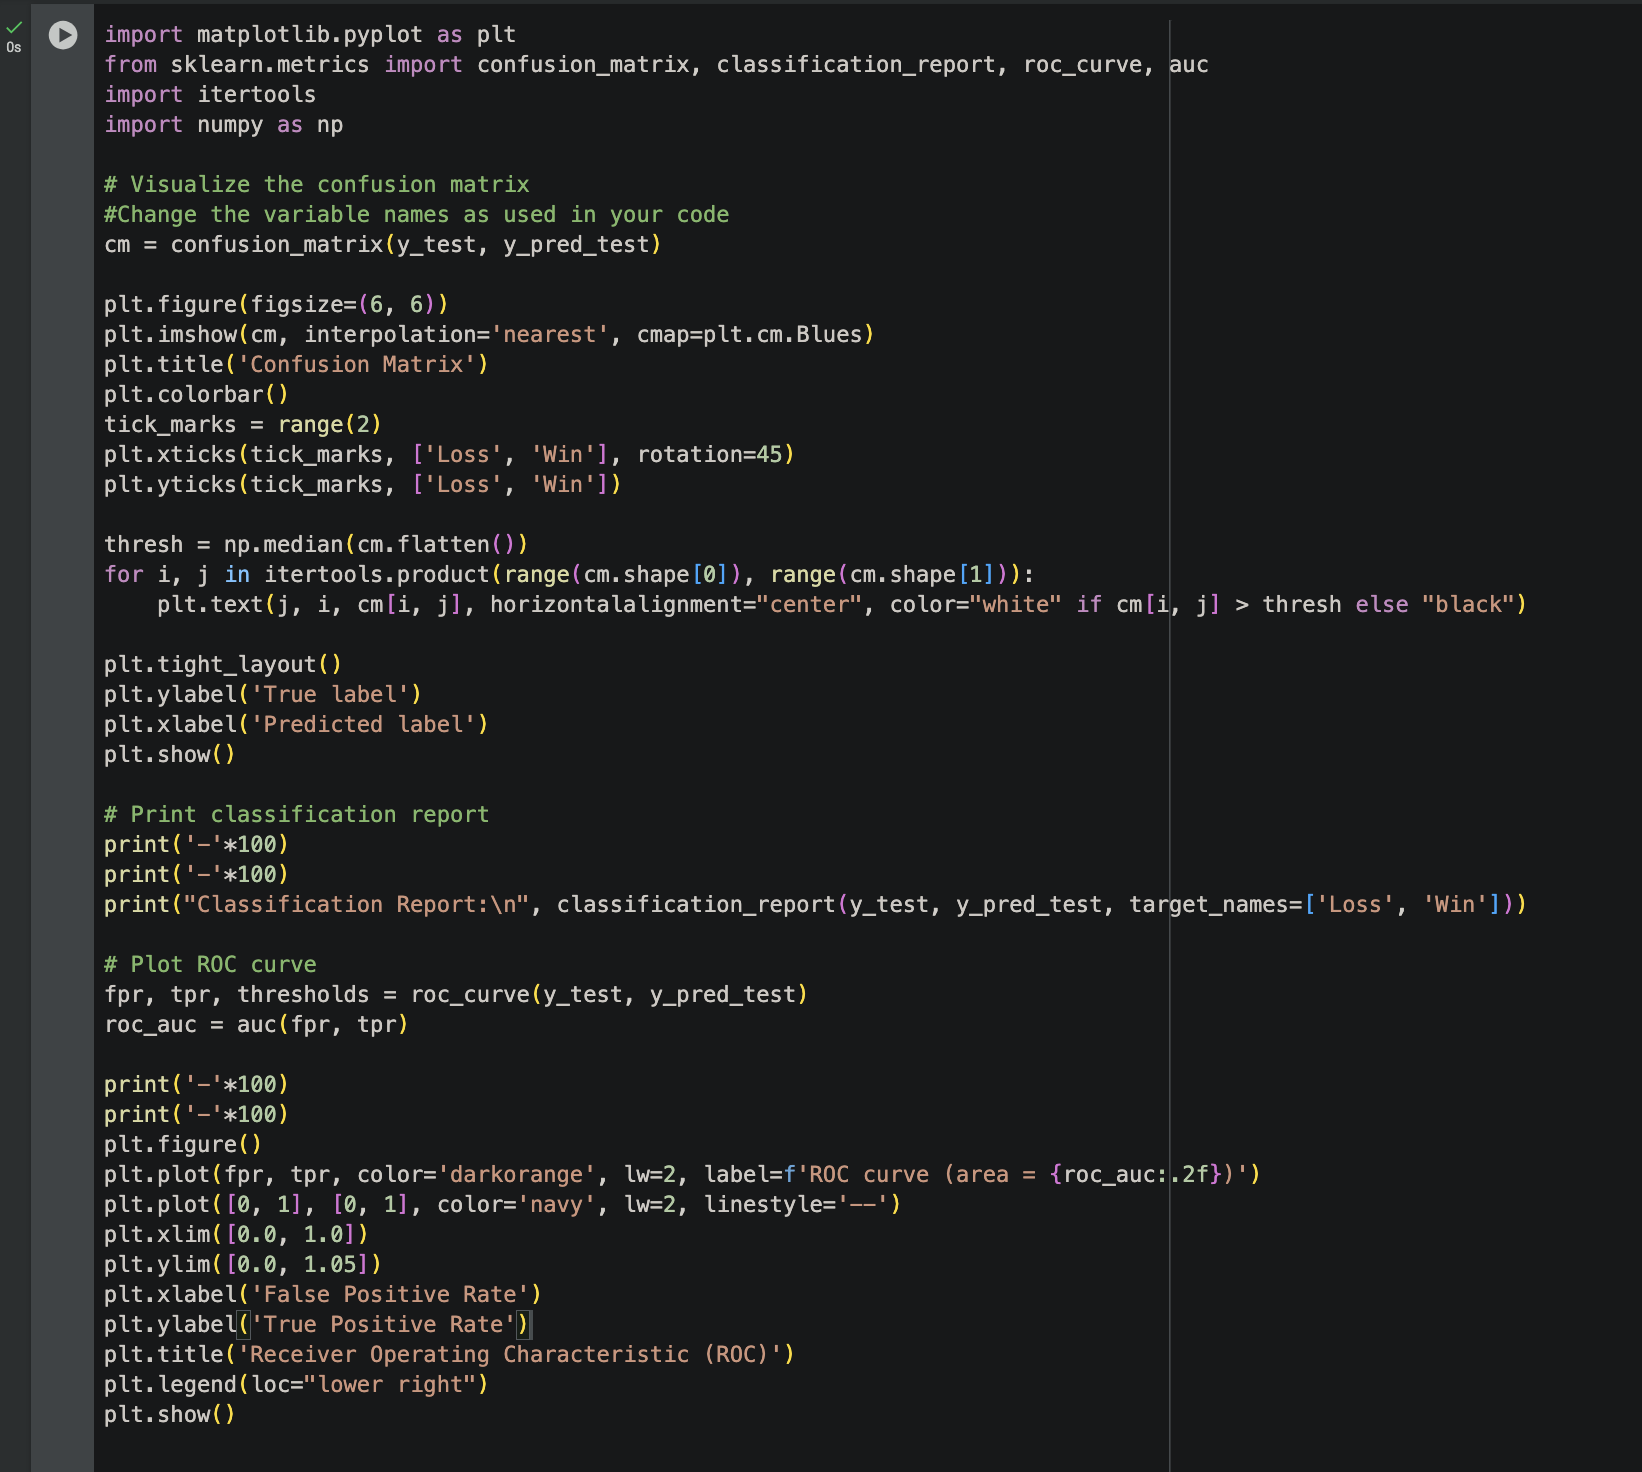 0s
import matplotlib.pyplot as plt
from sklearn.metrics import confusion_matrix, classification_report, roc_curve, auc
import itertools
import numpy as np

# Visualize the confusion matrix
#Change the variable names as used in your code
cm = confusion_matrix(y_test, y_pred_test)

plt.figure(figsize=(6, 6))
plt.imshow(cm, interpolation='nearest', cmap=plt.cm.Blues)
plt.title('Confusion Matrix')
plt.colorbar()
tick_marks = range(2)
plt.xticks(tick_marks, ['Loss', 'Win'], rotation=45)
plt.yticks(tick_marks, ['Loss', 'Win'])

thresh = np.median(cm.flatten())
for i, j in itertools.product(range(cm.shape[0]), range(cm.shape[1])):
    plt.text(j, i, cm[i, j], horizontalalignment="center", color="white" if cm[i, j] > thresh else "black")

plt.tight_layout()
plt.ylabel('True label')
plt.xlabel('Predicted label')
plt.show()

# Print classification report
print('-'*100)
print('-'*100)
print("Classification Report:\n", classification_report(y_test, y_pred_test, target_names=['Loss', 'Win']))

# Plot ROC curve
fpr, tpr, thresholds = roc_curve(y_test, y_pred_test)
roc_auc = auc(fpr, tpr)

print('-'*100)
print('-'*100)
plt.figure()
plt.plot(fpr, tpr, color='darkorange', lw=2, label=f'ROC curve (area = {roc_auc:.2f})')
plt.plot([0, 1], [0, 1], color='navy', lw=2, linestyle='--')
plt.xlim([0.0, 1.0])
plt.ylim([0.0, 1.05])
plt.xlabel('False Positive Rate')
plt.ylabel('True Positive Rate')
plt.title('Receiver Operating Characteristic (ROC)')
plt.legend(loc="lower right")
plt.show()